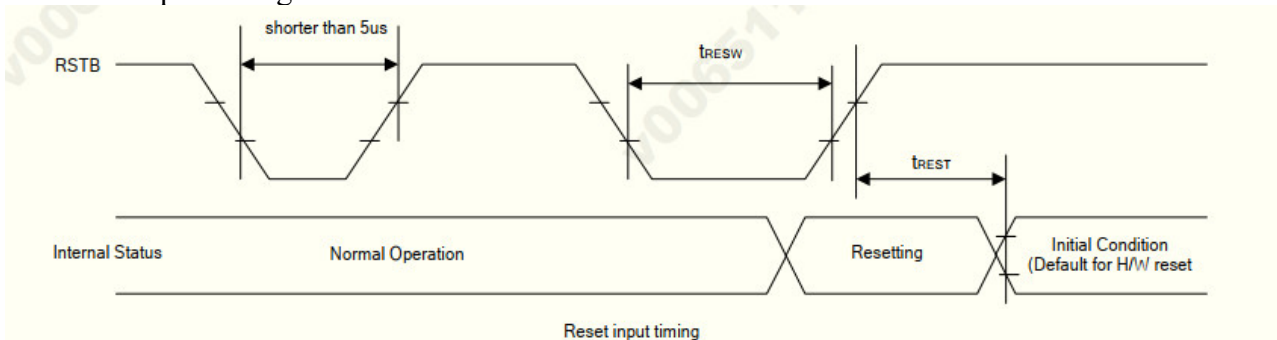 shorter than 5us
RSTB
tRESW
tREST
Internal Status
Normal Operation
Resetting
Initial Condition
(Default for H/W reset
Reset input timing